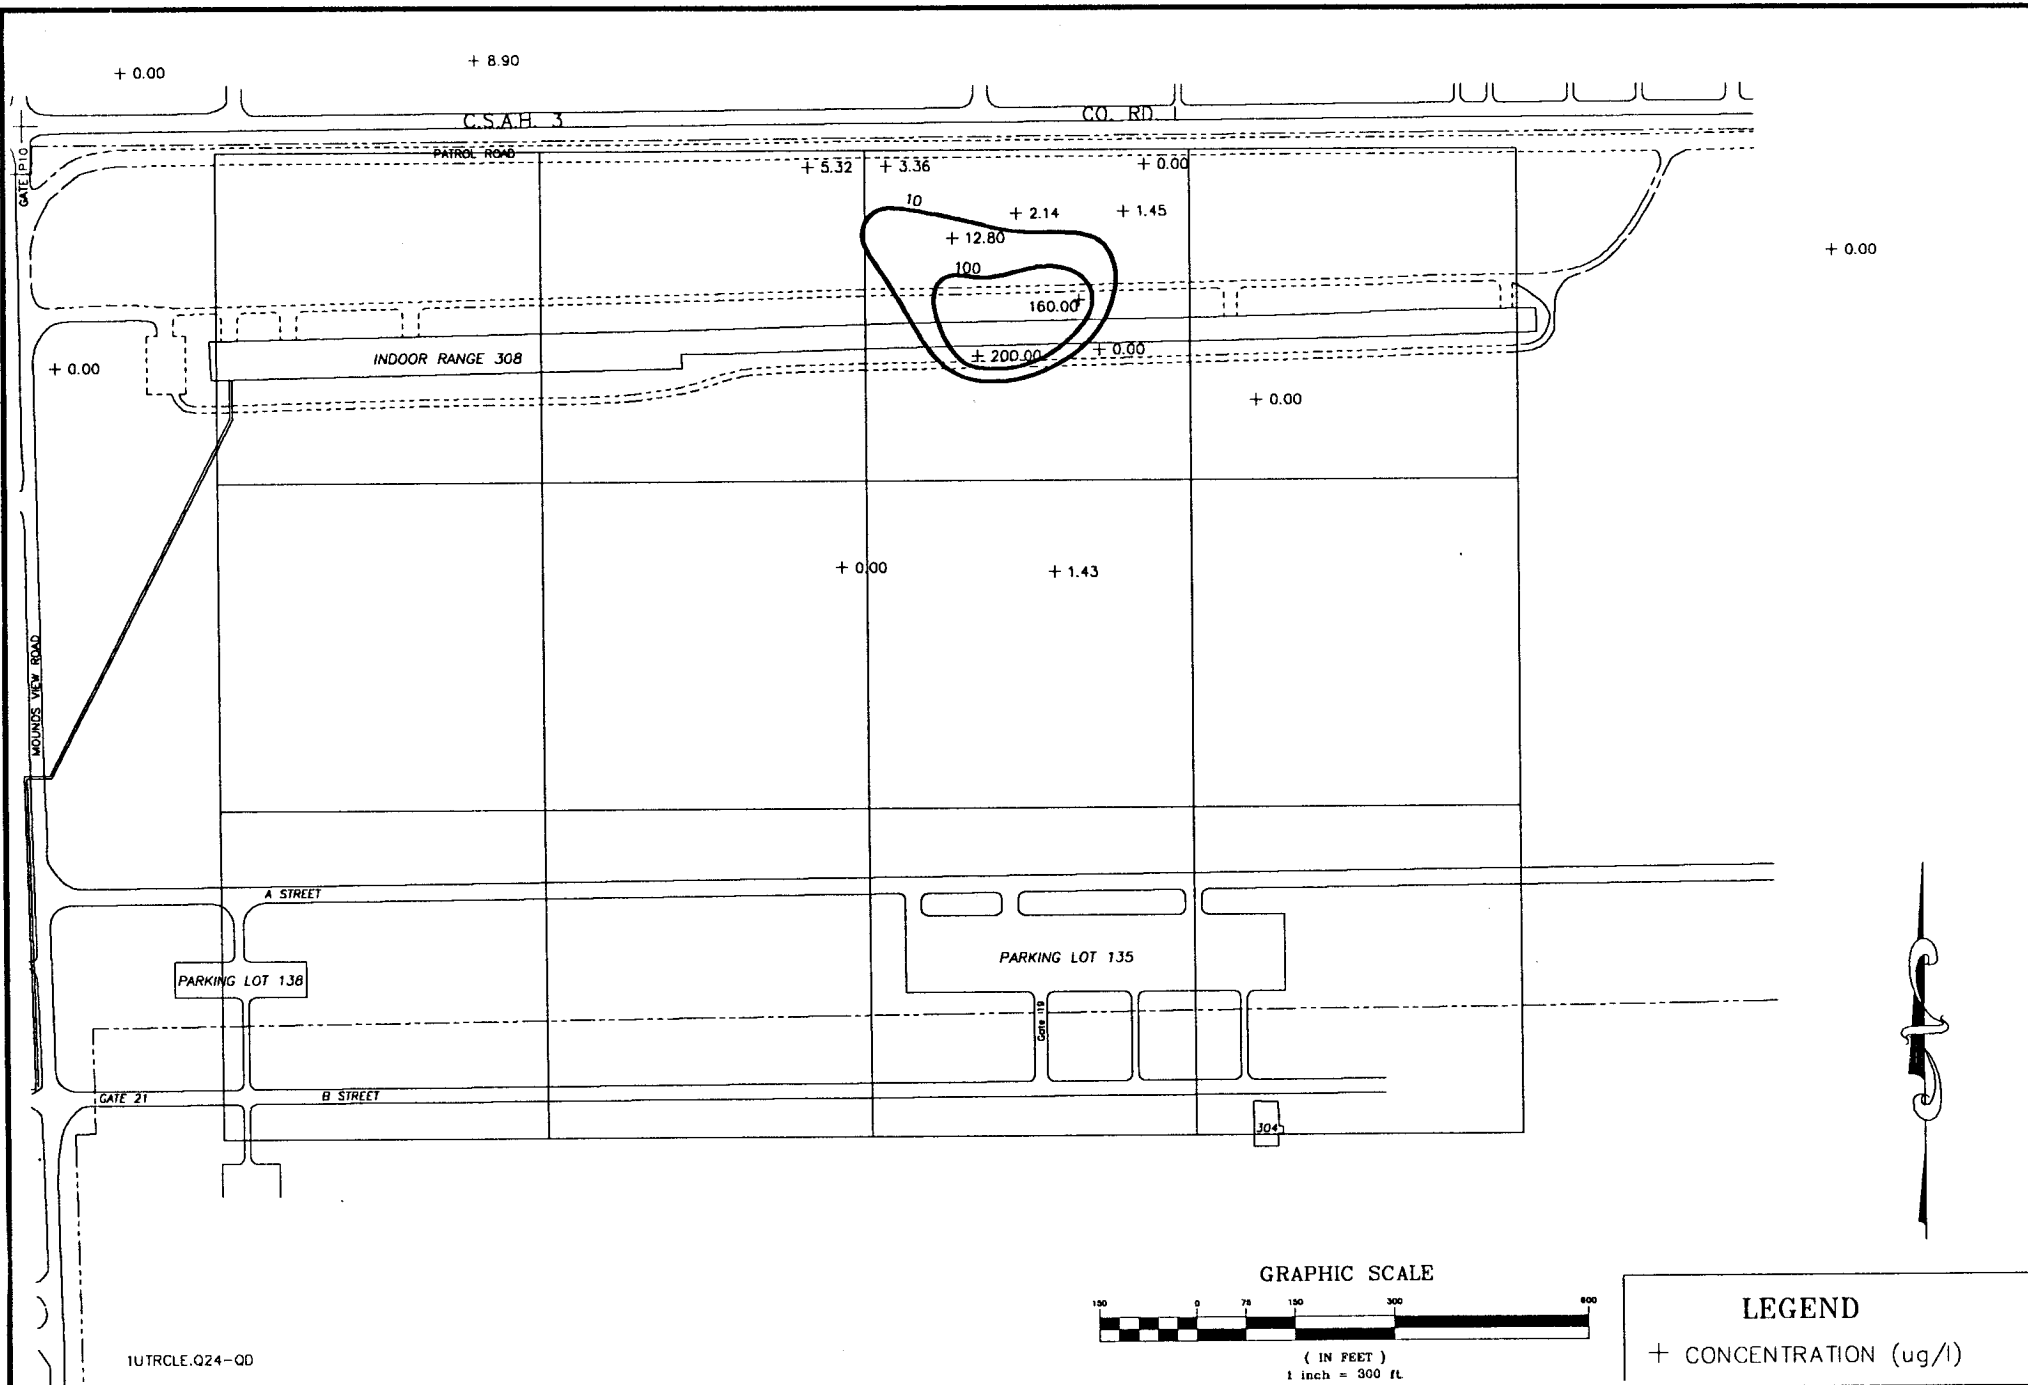 + 0.00
+ 8.90
C.S.A.H. 3
CO. RD. I
GATE P10
PATROL ROAD
+ 5.32
+ 3.36
+ 0.00
10
+ 2.14
+ 1.45
+ 12.80
+ 0.00
100
160.00+
INDOOR RANGE 308
+ 200.00
+ 0.00
+ 0.00
+ 0.00
+ 0.00
+ 1.43
MOUNDS VIEW ROAD
A STREET
PARKING LOT 135
PARKING LOT 138
Gate 119
GATE 21
B STREET
304
GRAPHIC SCALE
150 0 75 150 300 600
( IN FEET )
1 inch = 300 ft.
LEGEND
+ CONCENTRATION (ug/l)
1UTRCLE.Q24-QD